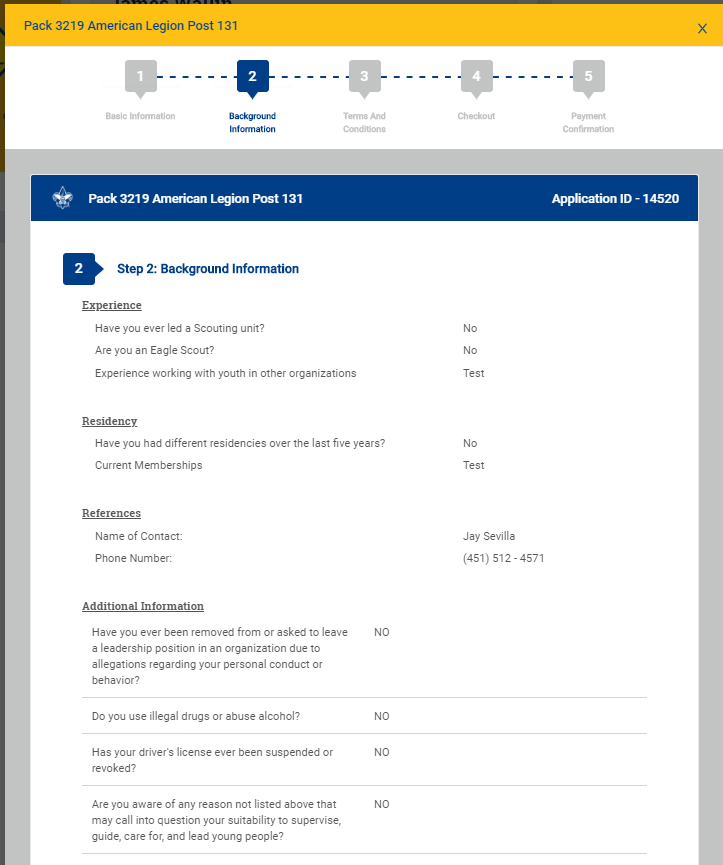 Pack 3219 American Legion Post 131
X
1
2
3
4
5
Basic Information
Background
Information
Terms And
Conditions
Checkout
Payment
Confirmation
Pack 3219 American Legion Post 131
Application ID - 14520
2
Step 2: Background Information
Experience
Have you ever led a Scouting unit?
No
Are you an Eagle Scout?
No
Experience working with youth in other organizations
Test
Residency
Have you had different residencies over the last five years?
No
Current Memberships
Test
References
Name of Contact:
Jay Sevilla
Phone Number:
(451) 512 - 4571
Additional Information
Have you ever been removed from or asked to leave
NO
a leadership position in an organization due to
allegations regarding your personal conduct or
behavior?
Do you use illegal drugs or abuse alcohol?
NO
Has your driver's license ever been suspended or
NO
revoked?
Are you aware of any reason not listed above that
NO
may call into question your suitability to supervise,
guide, care for, and lead young people?